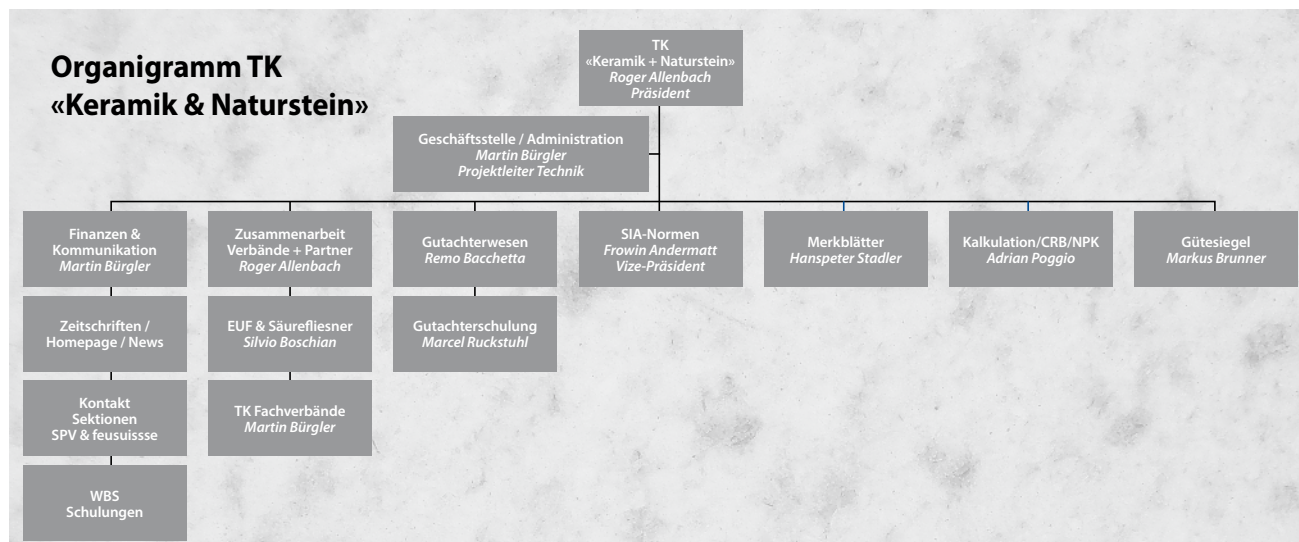 Organigramm TK
«Keramik & Naturstein»
TK
«Keramik + Naturstein»
Roger Allenbach
Präsident
Geschäftsstelle / Administration
Martin Bürgler
Projektleiter Technik
Finanzen &
Kommunikation
Martin Bürgler
Zusammenarbeit
Verbände + Partner
Roger Allenbach
Gutachterwesen
Remo Bacchetta
SIA-Normen
Frowin Andermatt
Vize-Präsident
Merkblätter
Hanspeter Stadler
Kalkulation/CRB/NPK
Adrian Poggio
Gütesiegel
Markus Brunner
Zeitschriften /
Homepage / News
EUF & Säurefliesner
Silvio Boschian
Gutachterschulung
Marcel Ruckstuhl
Kontakt
Sektionen
SPV & feusuissse
TK Fachverbände
Martin Bürgler
WBS
Schulungen